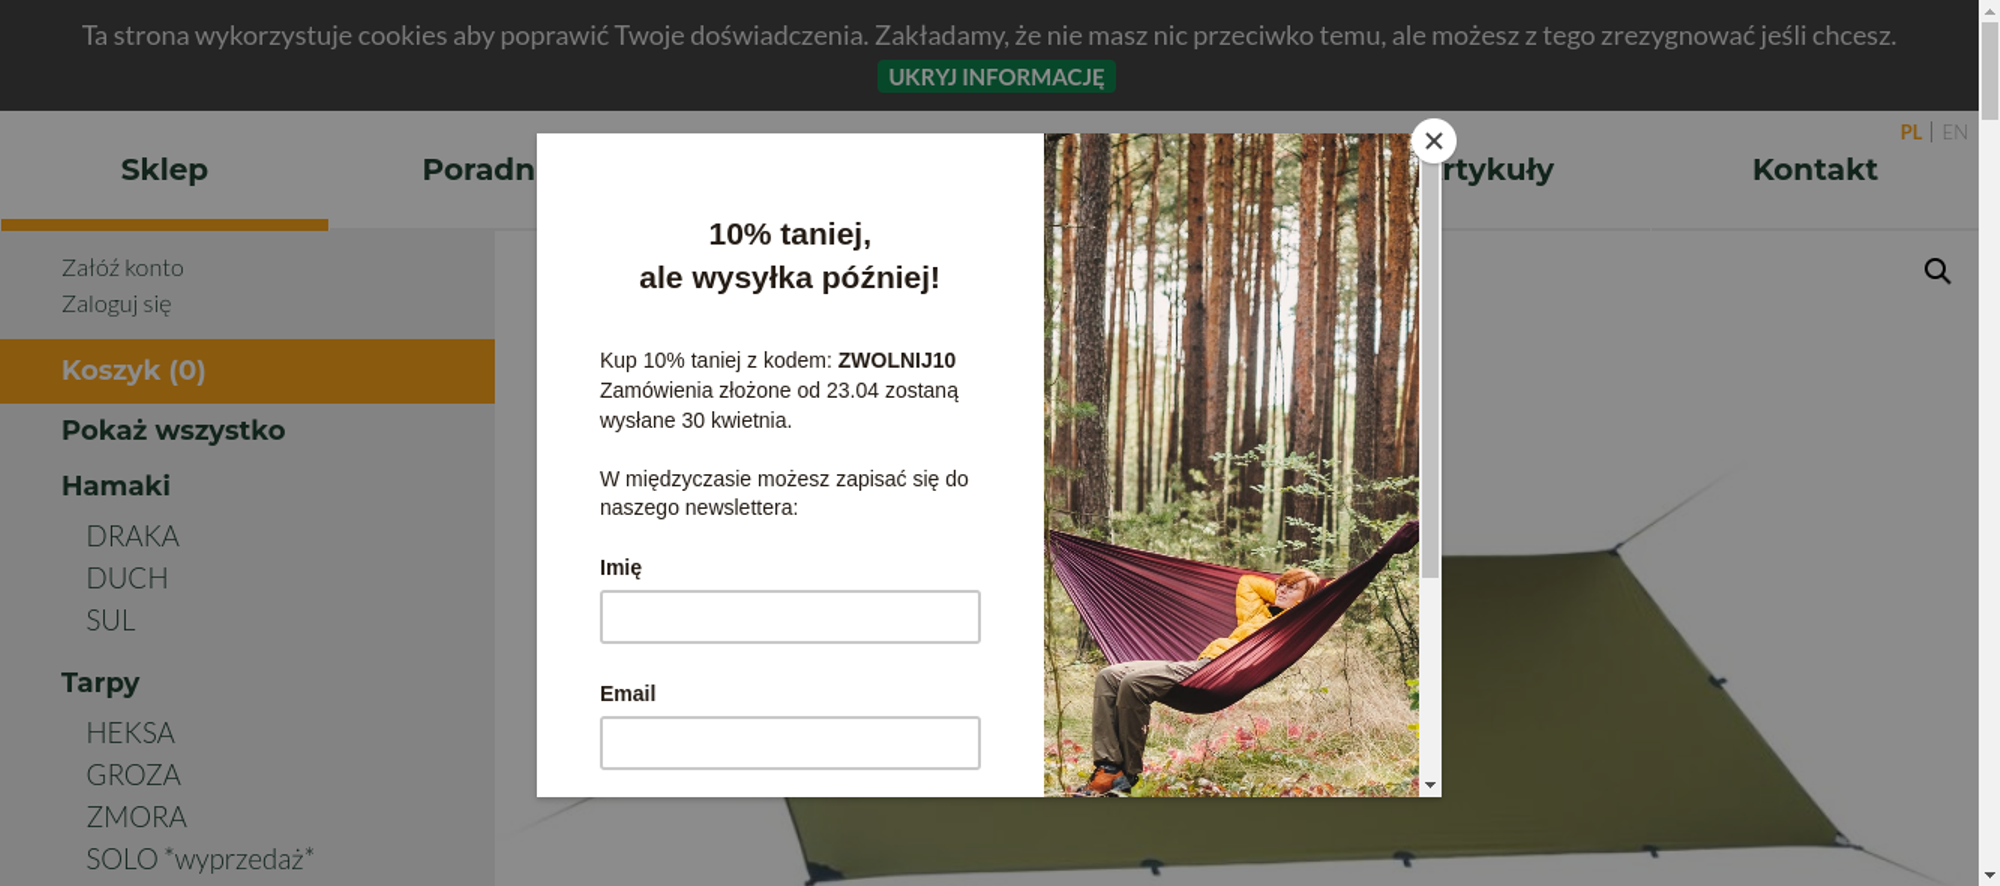 Ta strona wykorzystuje cookies aby poprawić Twoje doświadczenia. Zakładamy, że nie masz nic przeciwko temu, ale możesz z tego zrezygnować jeśli chcesz.
UKRYJ INFORMACJĘ
PL | EN
Sklep
Poradn
rtykuły
Kontakt
Załóż konto
Zaloguj się
Koszyk (0)
Pokaż wszystko
Hamaki
DRAKA
DUCH
SUL
Tarpy
HEKSA
GROZA
ZMORA
SOLO *wyprzedaż*
10% taniej,
ale wysyłka później!
Kup 10% taniej z kodem: ZWOLNIJ10
Zamówienia złożone od 23.04 zostaną
wysłane 30 kwietnia.
W międzyczasie możesz zapisać się do
naszego newslettera:
Imię
Email